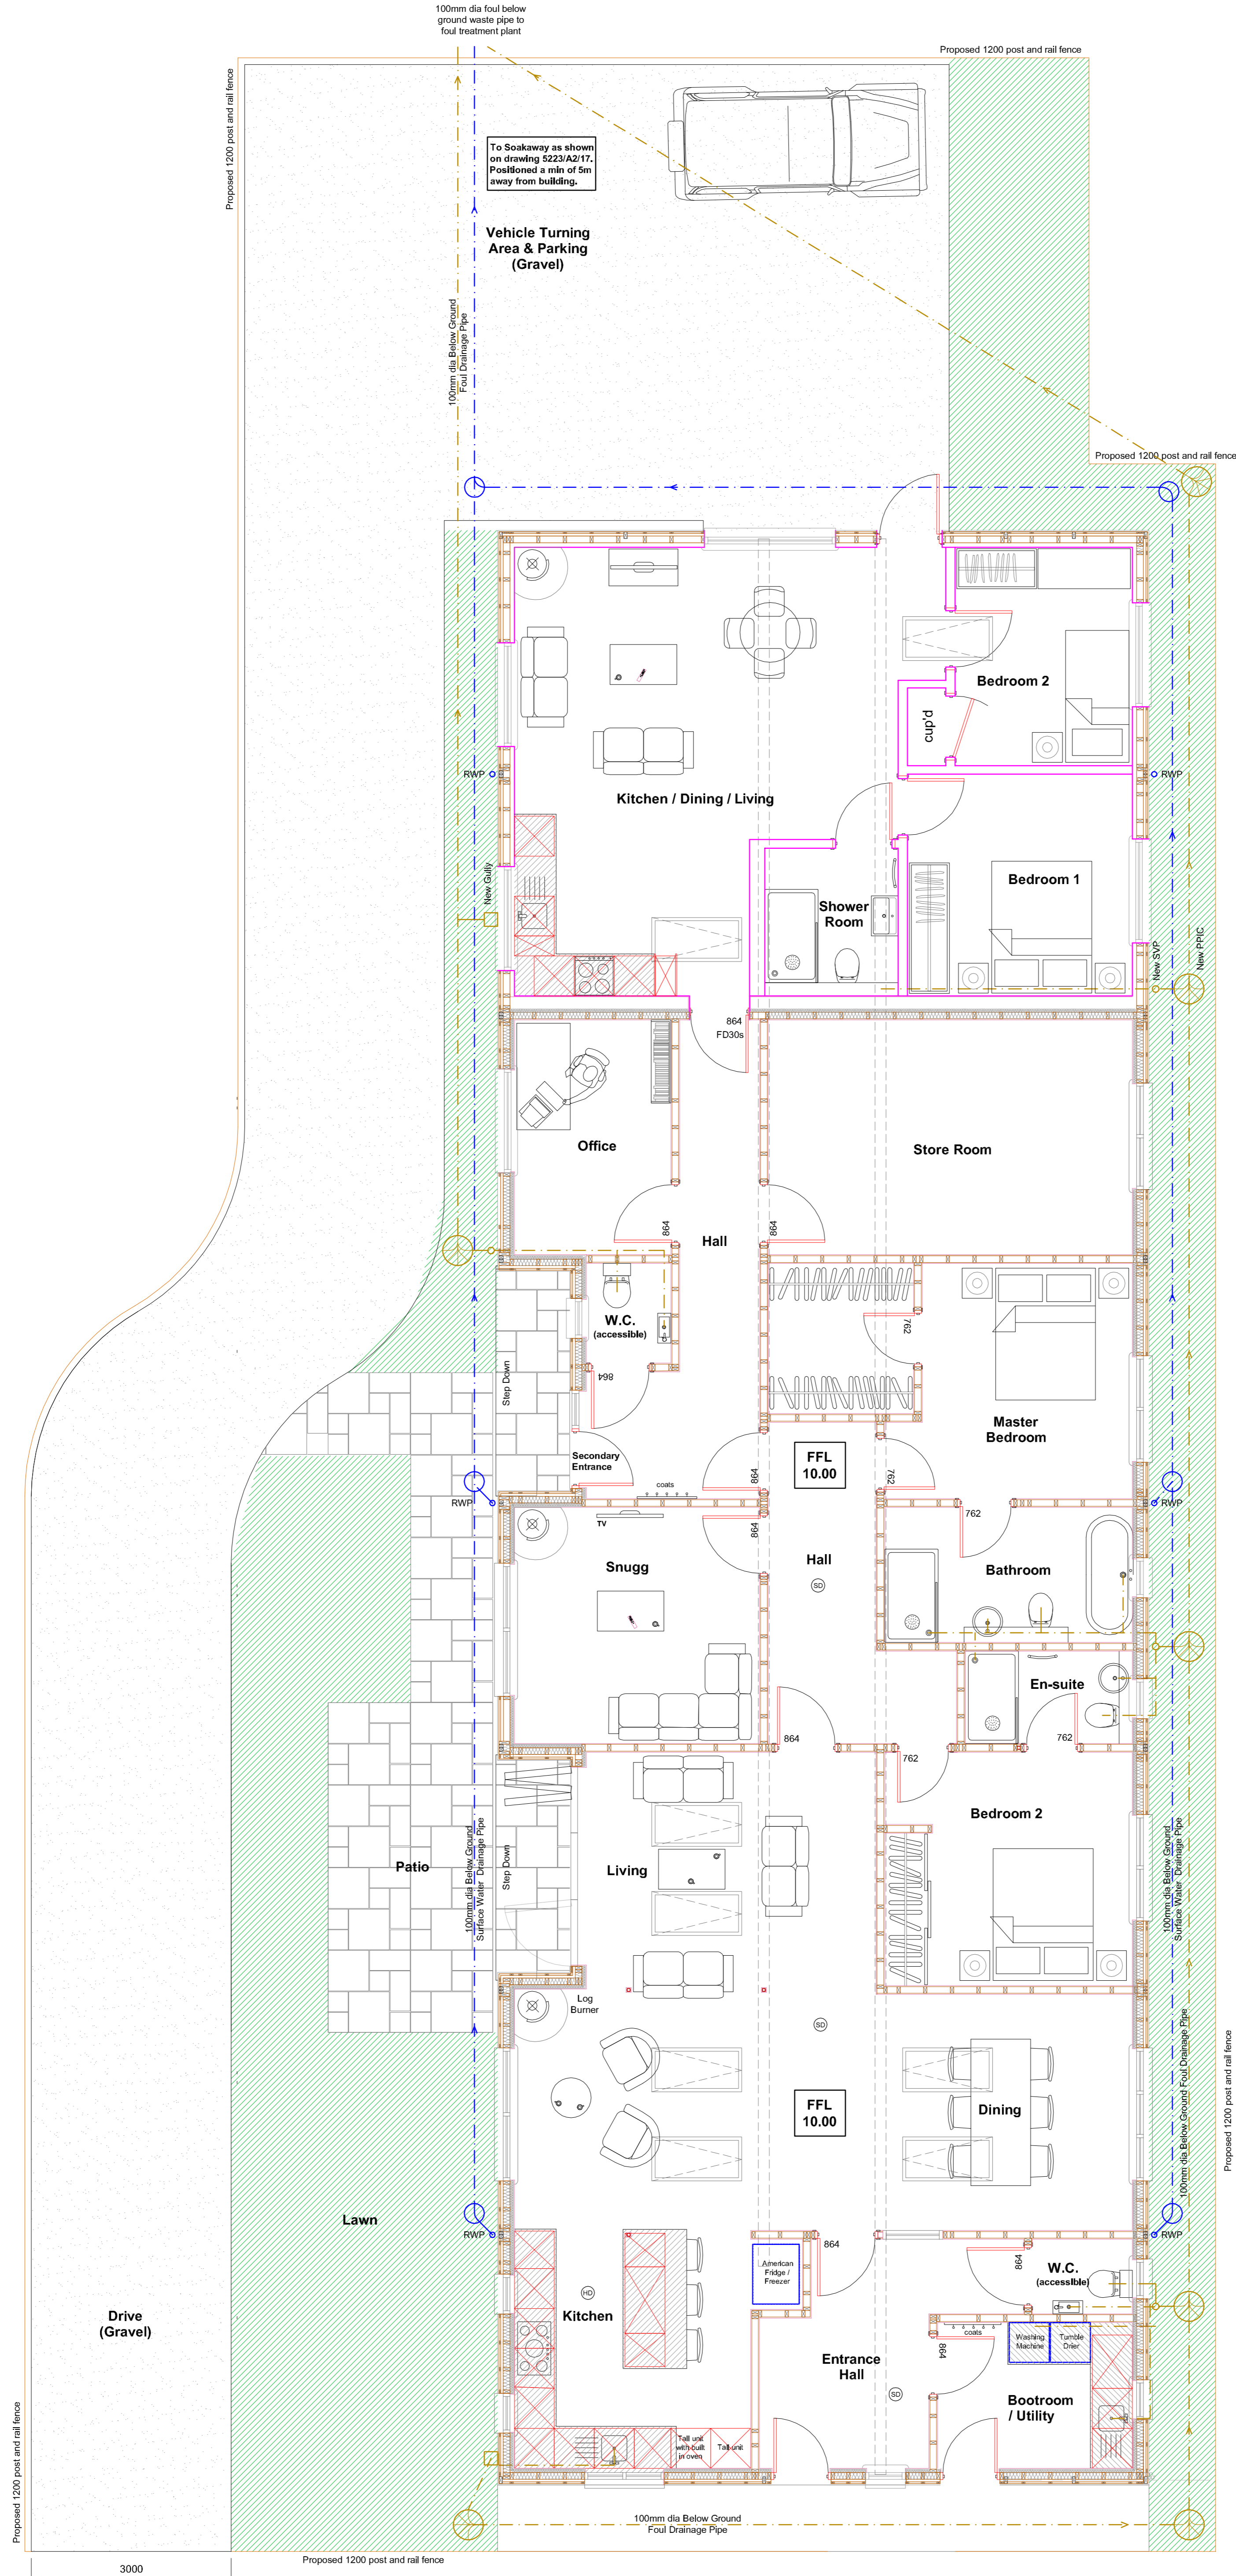 100mm dia foul below
ground waste pipe to
foul treatment plant
Proposed 1200 post and rail fence
Proposed 1200 post and rail fence
To Soakaway as shown
on drawing 5223/A2/17.
Positioned a min of 5m
away from building.
Vehicle Turning
Area & Parking
(Gravel)
100mm dia Below Ground
Foul Drainage Pipe
Proposed 1200 post and rail fence
Bedroom 2
cup'd
RWP
RWP
Kitchen / Dining / Living
New Gully
Bedroom 1
Shower
Room
New SVP
New PPIC
864
FD30s
Office
Store Room
Hall
864
864
W.C.
(accessible)
864
762
Step Down
Master
Bedroom
Secondary
Entrance
FFL
10.00
864
762
coats
RWP
RWP
TV
864
762
Snugg
Hall
SD
Bathroom
En-suite
864
762
762
Bedroom 2
Living
Patio
Step Down
100mm dia Below Ground
Surface Water Drainage Pipe
100mm dia Below Ground
Surface Water Drainage Pipe
Log
Burner
SD
100mm dia Below Ground Foul Drainage Pipe
Proposed 1200 post and rail fence
FFL
10.00
Dining
Lawn
RWP
RWP
864
American
Fridge /
Freezer
864
W.C.
(accessible)
HD
Kitchen
Drive
(Gravel)
coats
Washing
Machine
Tumble
Drier
864
Entrance
Hall
SD
Bootroom
/ Utility
Tall unit
with built
in oven
Tall unit
Proposed 1200 post and rail fence
100mm dia Below Ground
Foul Drainage Pipe
Proposed 1200 post and rail fence
3000